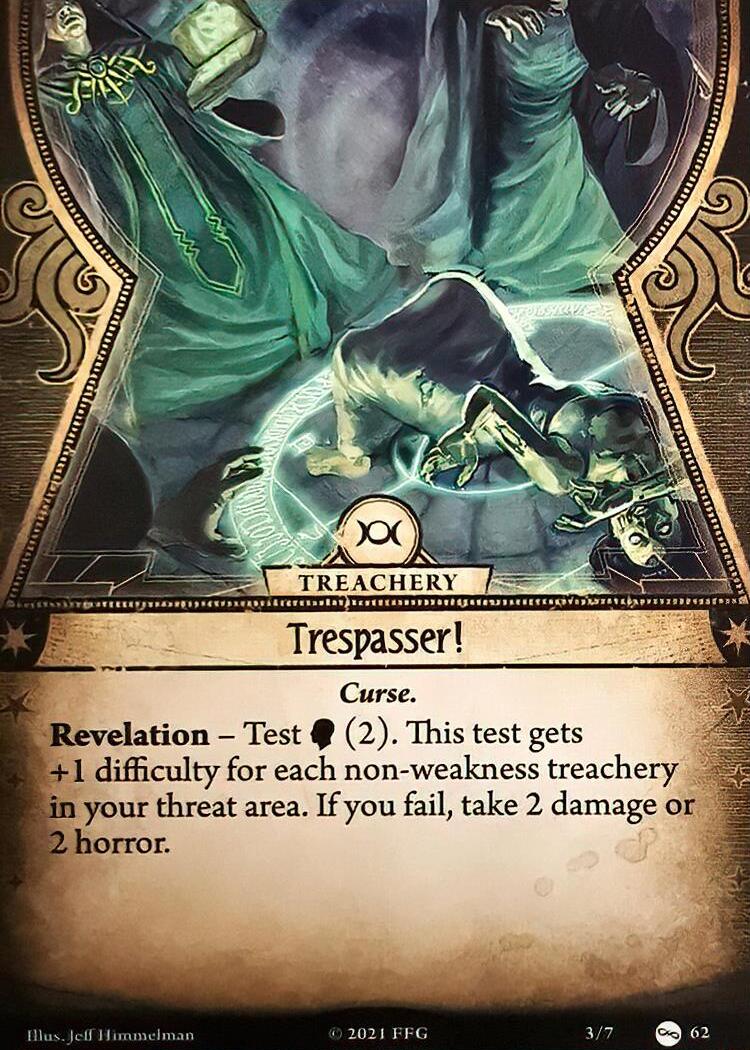 TREACHERY
Trespasser!
Curse.
Revelation – Test (2). This test gets
+1 difficulty for each non-weakness treachery
in your threat area. If you fail, take 2 damage or
2 horror.
Illus. Jeff Himmelman © 2021 FFG 3/7 62